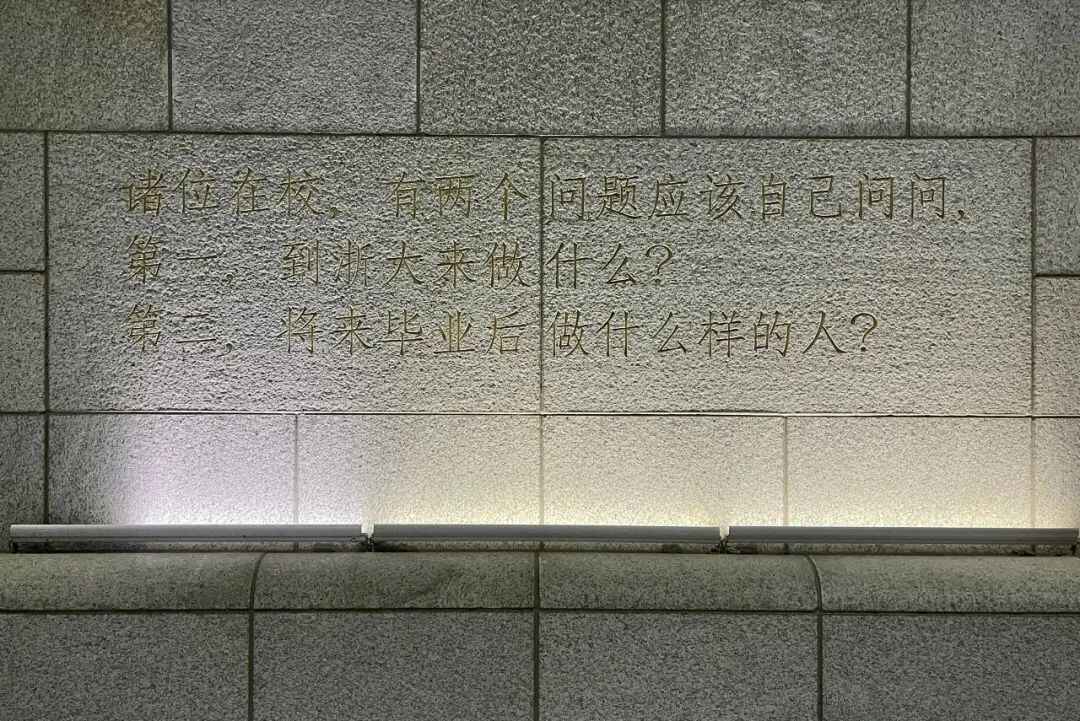 诸位在校，有两个问题应该自己问问，
第一，到浙大来做什么？
第二，将来毕业后做什么样的人？